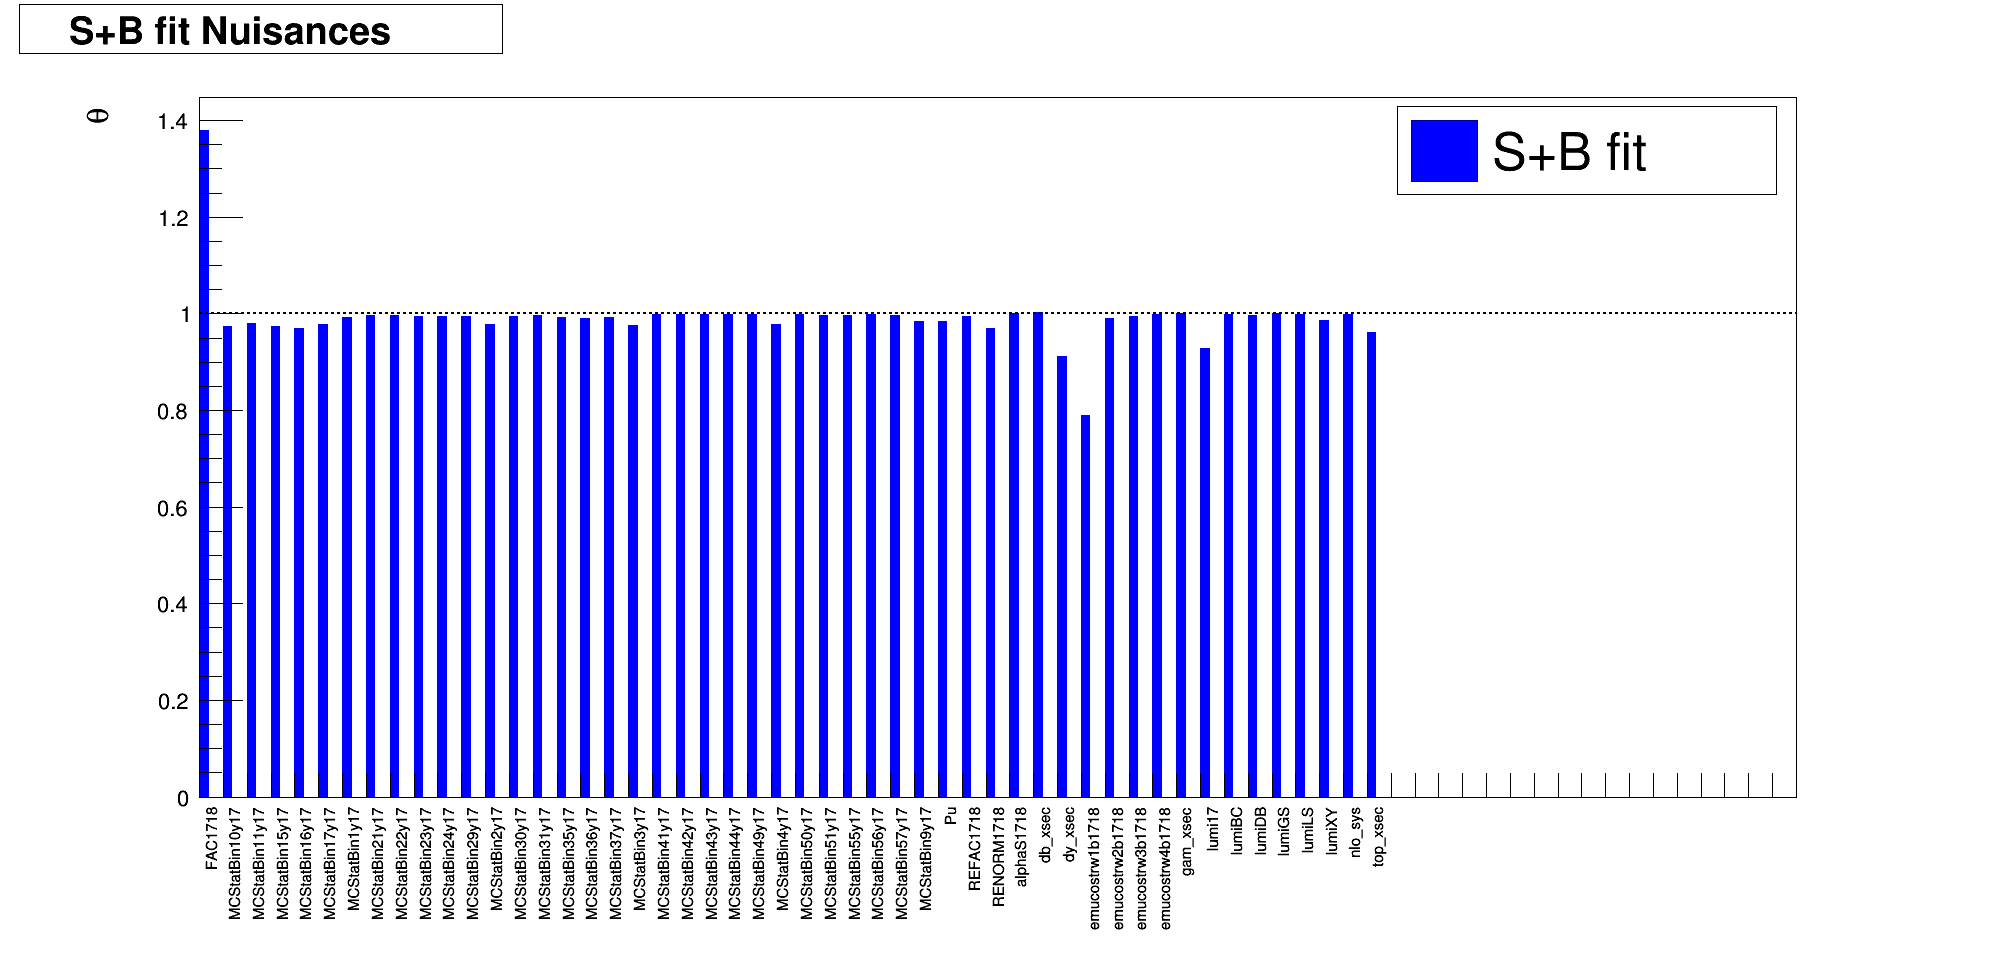 S+B fit Nuisances
θ
S+B fit
1.4
1.2
1
0.8
0.6
0.4
0.2
0
FAC1718
MCStatBin10y17
MCStatBin11y17
MCStatBin15y17
MCStatBin16y17
MCStatBin17y17
MCStatBin1y17
MCStatBin21y17
MCStatBin22y17
MCStatBin23y17
MCStatBin24y17
MCStatBin29y17
MCStatBin2y17
MCStatBin30y17
MCStatBin31y17
MCStatBin35y17
MCStatBin36y17
MCStatBin37y17
MCStatBin3y17
MCStatBin41y17
MCStatBin42y17
MCStatBin43y17
MCStatBin44y17
MCStatBin49y17
MCStatBin4y17
MCStatBin50y17
MCStatBin51y17
MCStatBin55y17
MCStatBin56y17
MCStatBin57y17
MCStatBin9y17
Pu
REFAC1718
RENORM1718
alphaS1718
db_xsec
dy_xsec
emucostrw1b1718
emucostrw2b1718
emucostrw3b1718
emucostrw4b1718
gam_xsec
lumi17
lumiBC
lumiDB
lumiGS
lumiLS
lumiXY
nlo_sys
top_xsec